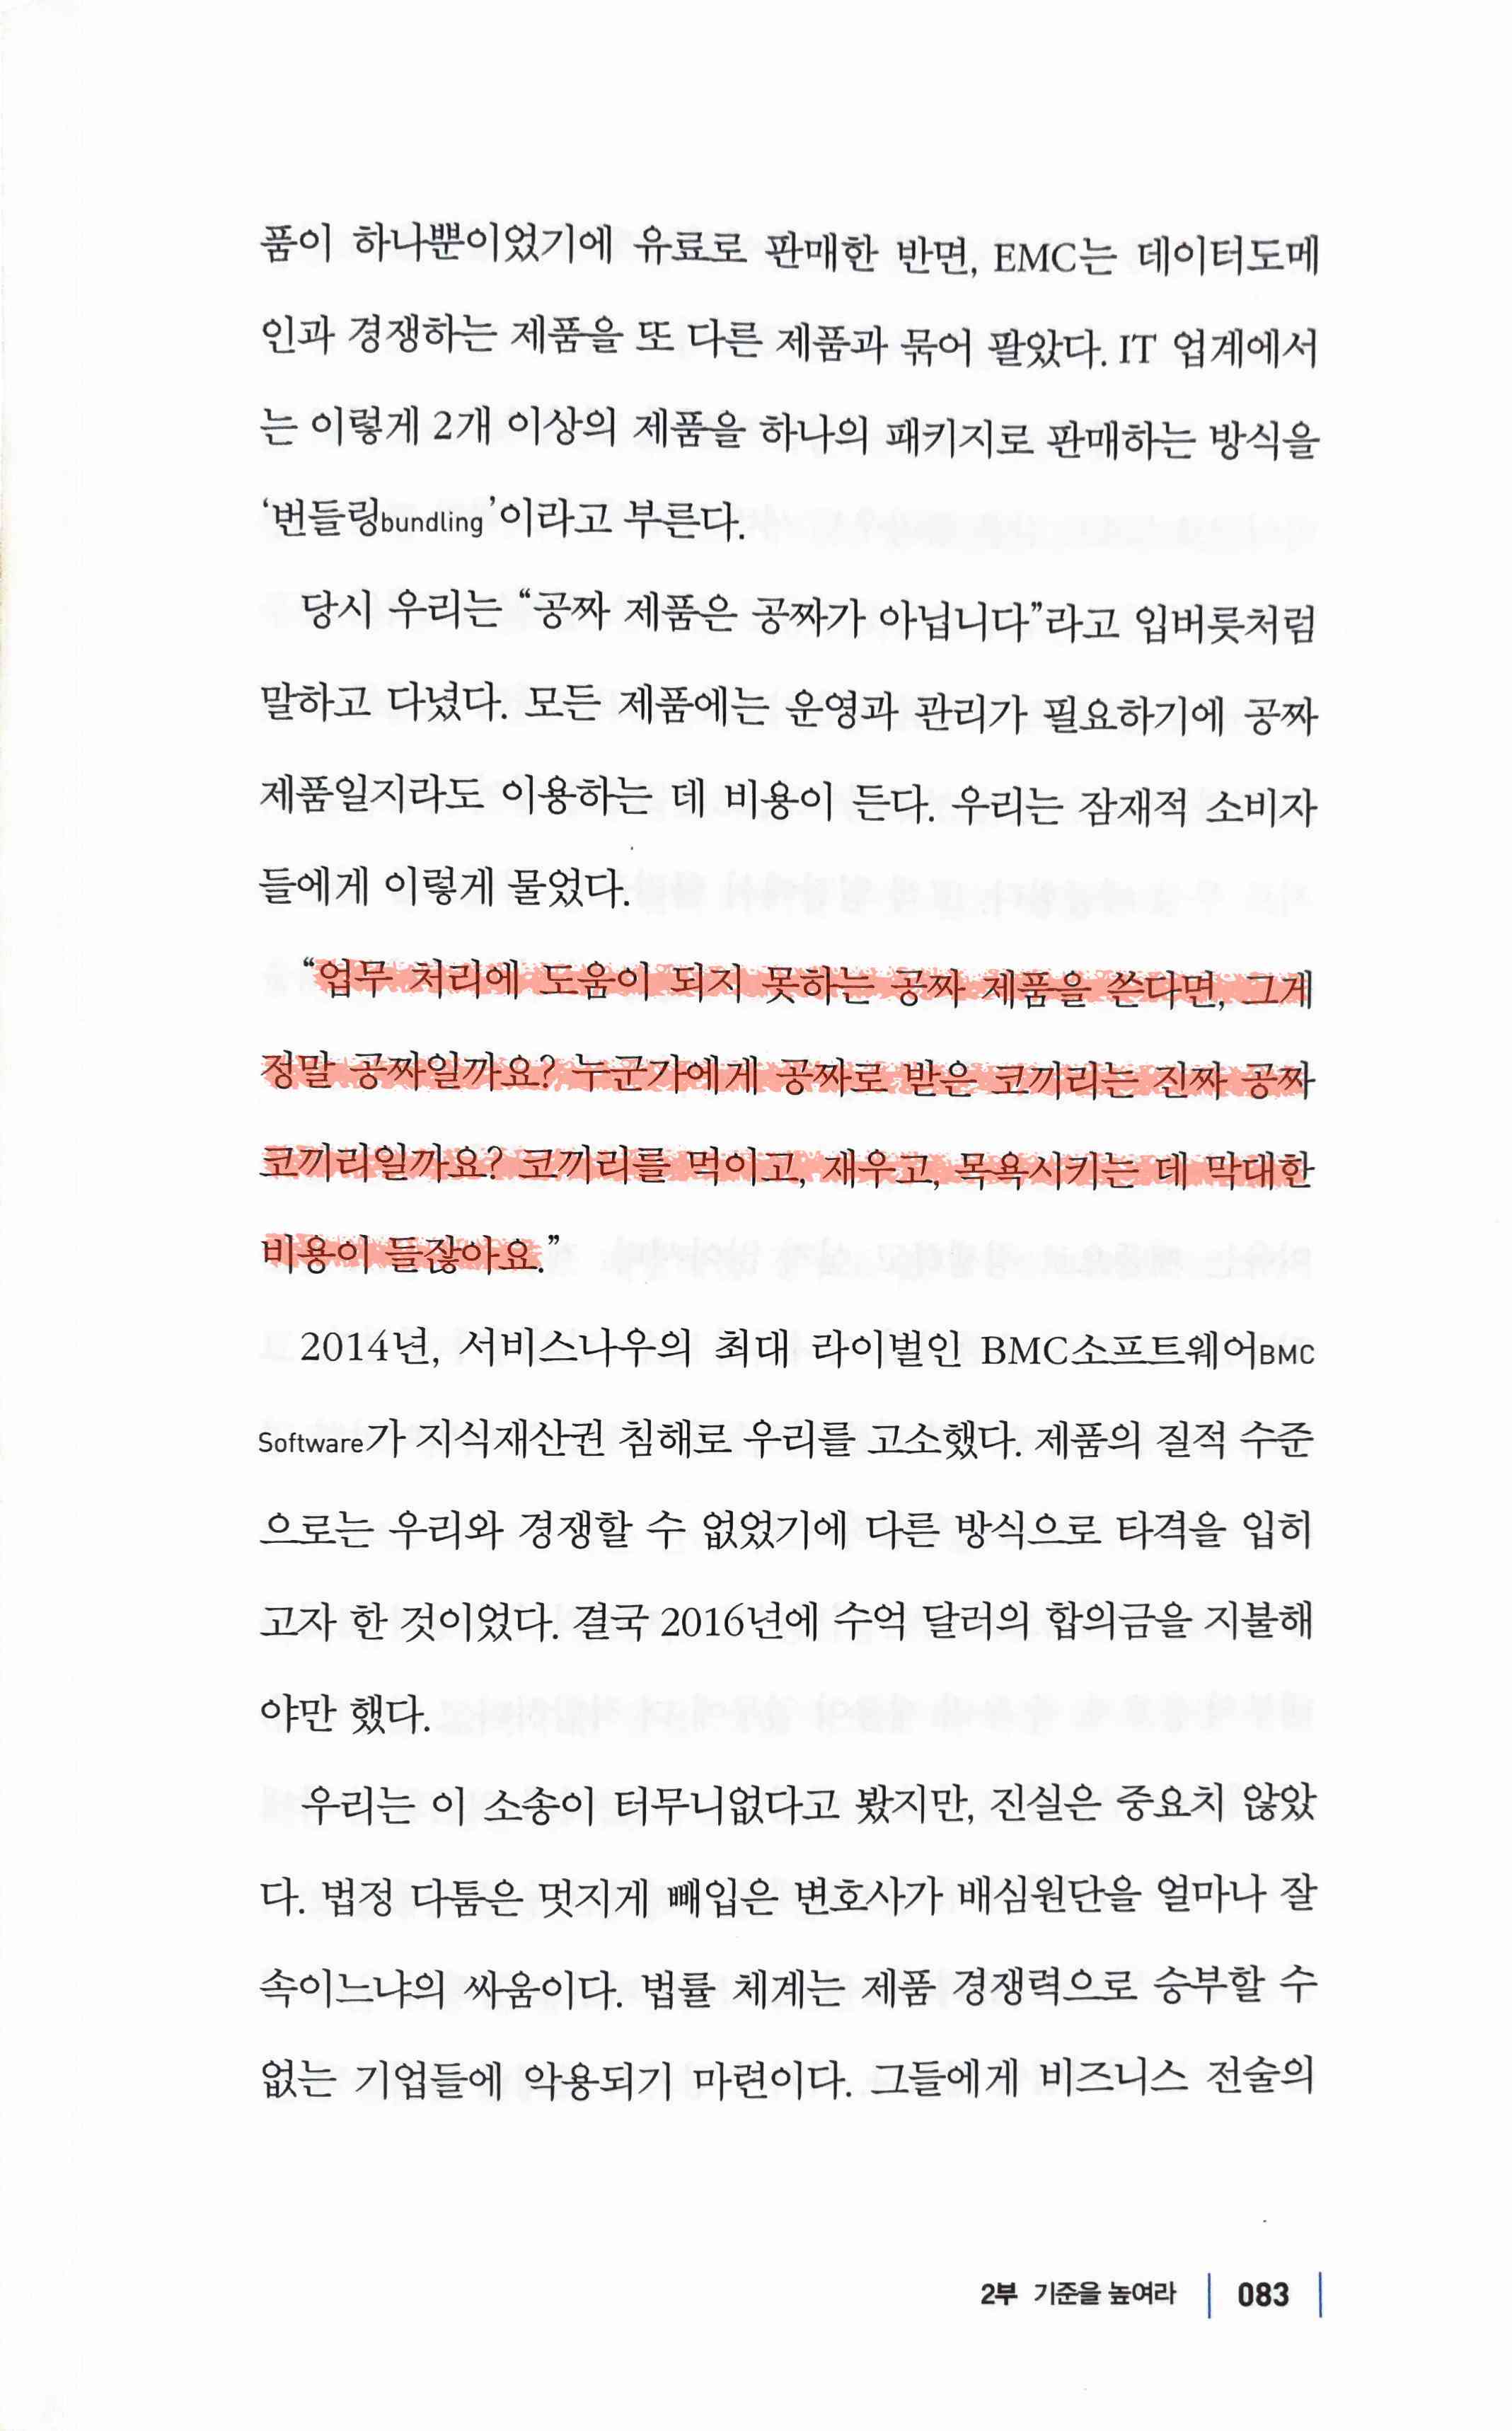 품이 하나뿐이었기에 유료로 판매한 반면, EMC는 데이터도메
인과 경쟁하는 제품을 또 다른 제품과 묶어 팔았다. IT 업계에서
는 이렇게 2개 이상의 제품을 하나의 패키지로 판매하는 방식을
‘번들링bundling’이라고 부른다.
당시 우리는 “공짜 제품은 공짜가 아닙니다”라고 입버릇처럼
말하고 다녔다. 모든 제품에는 운영과 관리가 필요하기에 공짜
제품일지라도 이용하는 데 비용이 든다. 우리는 잠재적 소비자
들에게 이렇게 물었다.
“업무 처리에 도움이 되지 못하는 공짜 제품을 쓴다면, 그게
정말 공짜일까요? 누군가에게 공짜로 받은 코끼리는 진짜 공짜
코끼리일까요? 코끼리를 먹이고, 재우고, 목욕시키는 데 막대한
비용이 들잖아요.”
2014년, 서비스나우의 최대 라이벌인 BMC소프트웨어BMC
Software가 지식재산권 침해로 우리를 고소했다. 제품의 질적 수준
으로는 우리와 경쟁할 수 없었기에 다른 방식으로 타격을 입히
고자 한 것이었다. 결국 2016년에 수억 달러의 합의금을 지불해
야만 했다.
우리는 이 소송이 터무니없다고 봤지만, 진실은 중요치 않았
다. 법정 다툼은 멋지게 빼입은 변호사가 배심원단을 얼마나 잘
속이느냐의 싸움이다. 법률 체계는 제품 경쟁력으로 승부할 수
없는 기업들에 악용되기 마련이다. 그들에게 비즈니스 전술의
2부 기준을 높여라 | 083 |